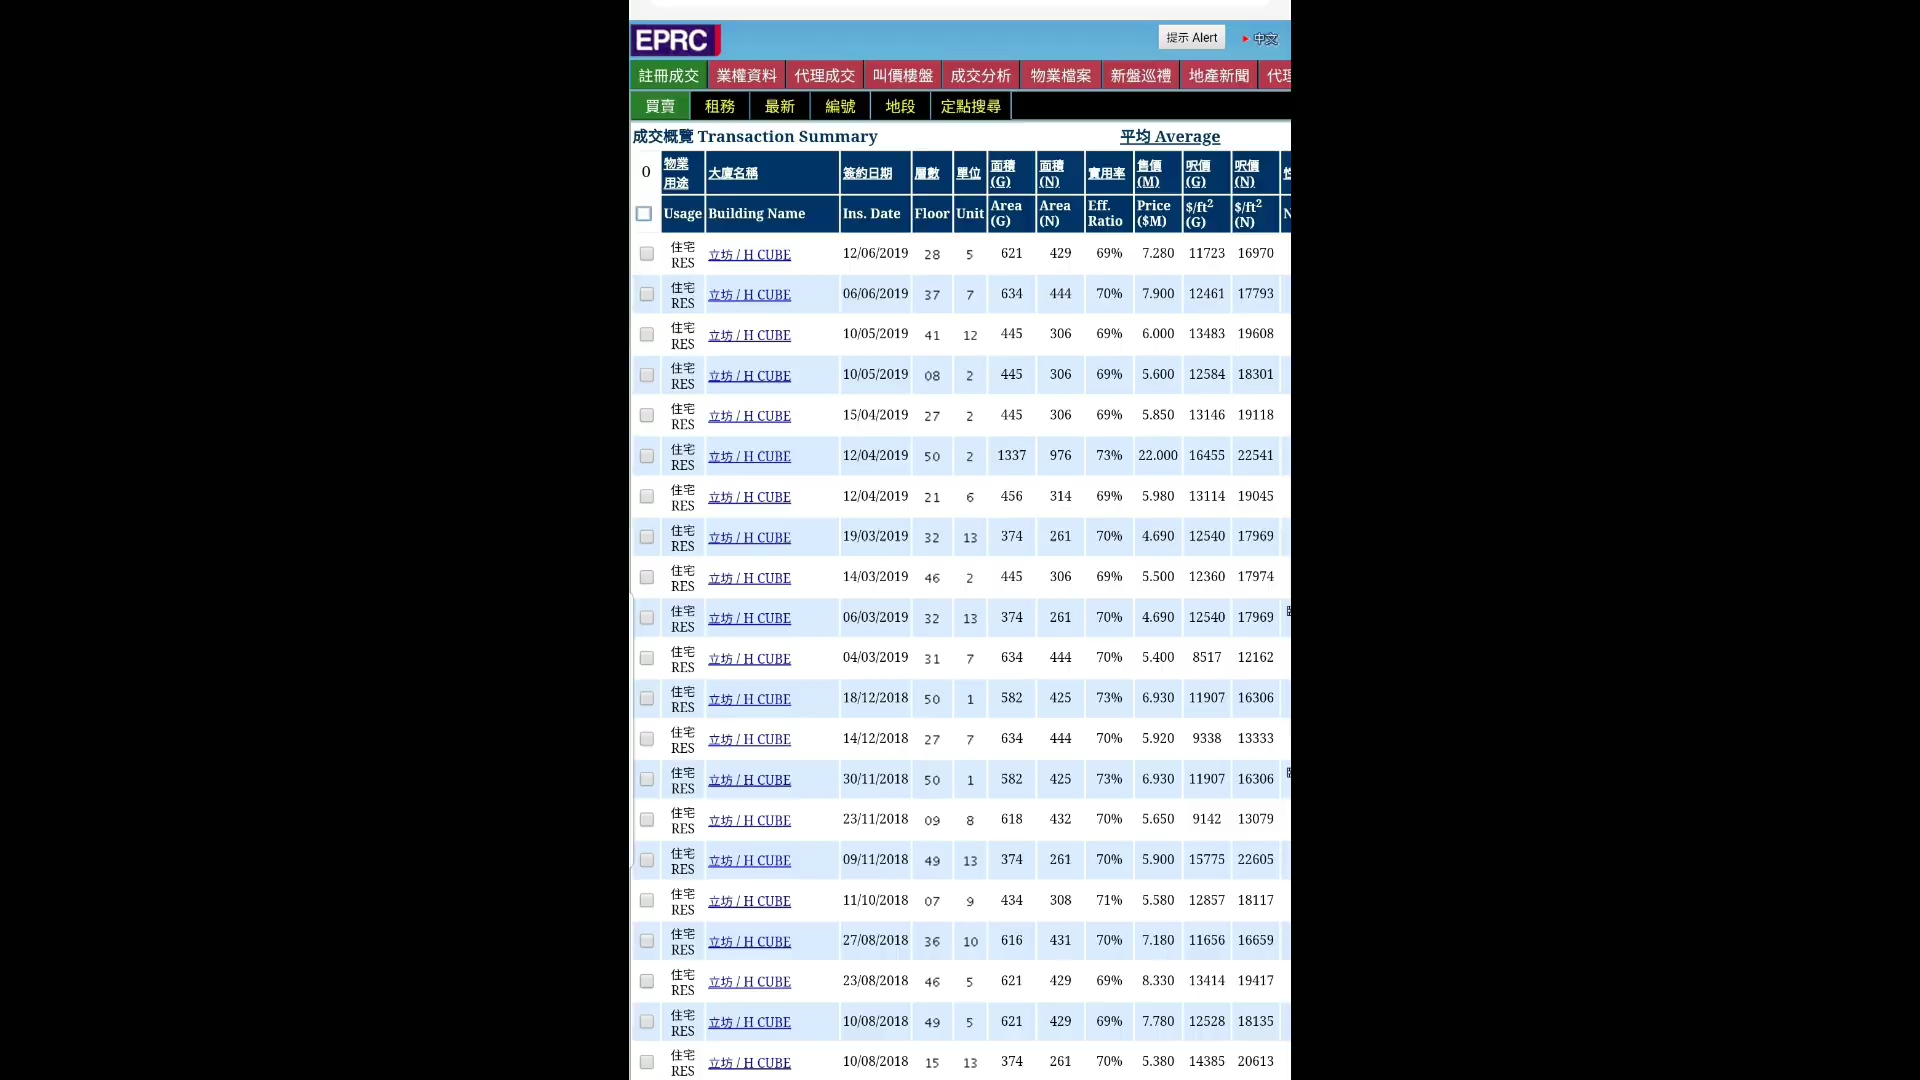 EPRC 提示 Alert 中文
註冊成交 業權資料 代理成交 叫價樓盤 成交分析 物業檔案 新盤巡禮 地產新聞 代理
買賣 租務 最新 編號 地段 定點搜尋
成交概覽 Transaction Summary 平均 Average
0 物業用途 大廈名稱 簽約日期 層數 單位 面積(G) 面積(N) 實用率 售價(M) 呎價(G) 呎價(N)
Usage Building Name Ins. Date Floor Unit Area (G) Area (N) Eff. Ratio Price ($M) $/ft2 (G) $/ft2 (N) N
住宅 RES 立坊 / H CUBE 12/06/2019 28 5 621 429 69% 7.280 11723 16970
住宅 RES 立坊 / H CUBE 06/06/2019 37 7 634 444 70% 7.900 12461 17793
住宅 RES 立坊 / H CUBE 10/05/2019 41 12 445 306 69% 6.000 13483 19608
住宅 RES 立坊 / H CUBE 10/05/2019 08 2 445 306 69% 5.600 12584 18301
住宅 RES 立坊 / H CUBE 15/04/2019 27 2 445 306 69% 5.850 13146 19118
住宅 RES 立坊 / H CUBE 12/04/2019 50 2 1337 976 73% 22.000 16455 22541
住宅 RES 立坊 / H CUBE 12/04/2019 21 6 456 314 69% 5.980 13114 19045
住宅 RES 立坊 / H CUBE 19/03/2019 32 13 374 261 70% 4.690 12540 17969
住宅 RES 立坊 / H CUBE 14/03/2019 46 2 445 306 69% 5.500 12360 17974
住宅 RES 立坊 / H CUBE 06/03/2019 32 13 374 261 70% 4.690 12540 17969
住宅 RES 立坊 / H CUBE 04/03/2019 31 7 634 444 70% 5.400 8517 12162
住宅 RES 立坊 / H CUBE 18/12/2018 50 1 582 425 73% 6.930 11907 16306
住宅 RES 立坊 / H CUBE 14/12/2018 27 7 634 444 70% 5.920 9338 13333
住宅 RES 立坊 / H CUBE 30/11/2018 50 1 582 425 73% 6.930 11907 16306
住宅 RES 立坊 / H CUBE 23/11/2018 09 8 618 432 70% 5.650 9142 13079
住宅 RES 立坊 / H CUBE 09/11/2018 49 13 374 261 70% 5.900 15775 22605
住宅 RES 立坊 / H CUBE 11/10/2018 07 9 434 308 71% 5.580 12857 18117
住宅 RES 立坊 / H CUBE 27/08/2018 36 10 616 431 70% 7.180 11656 16659
住宅 RES 立坊 / H CUBE 23/08/2018 46 5 621 429 69% 8.330 13414 19417
住宅 RES 立坊 / H CUBE 10/08/2018 49 5 621 429 69% 7.780 12528 18135
住宅 RES 立坊 / H CUBE 10/08/2018 15 13 374 261 70% 5.380 14385 20613